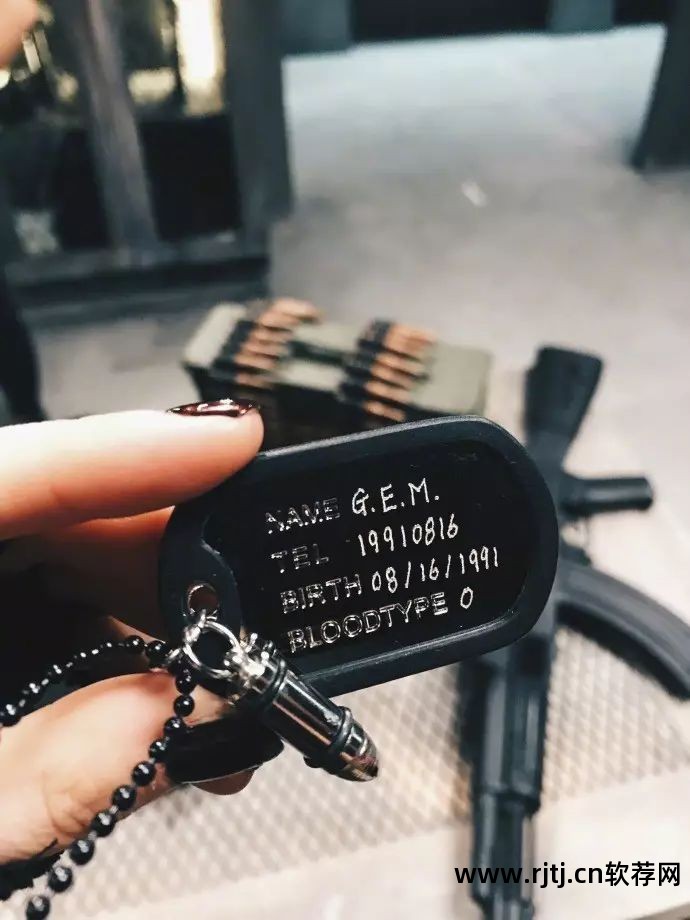 NAME G.E.M.
TEL 19910816
BIRTH 08/16/1991
BLOODTYPE O
www.rjtj.cn软荐网